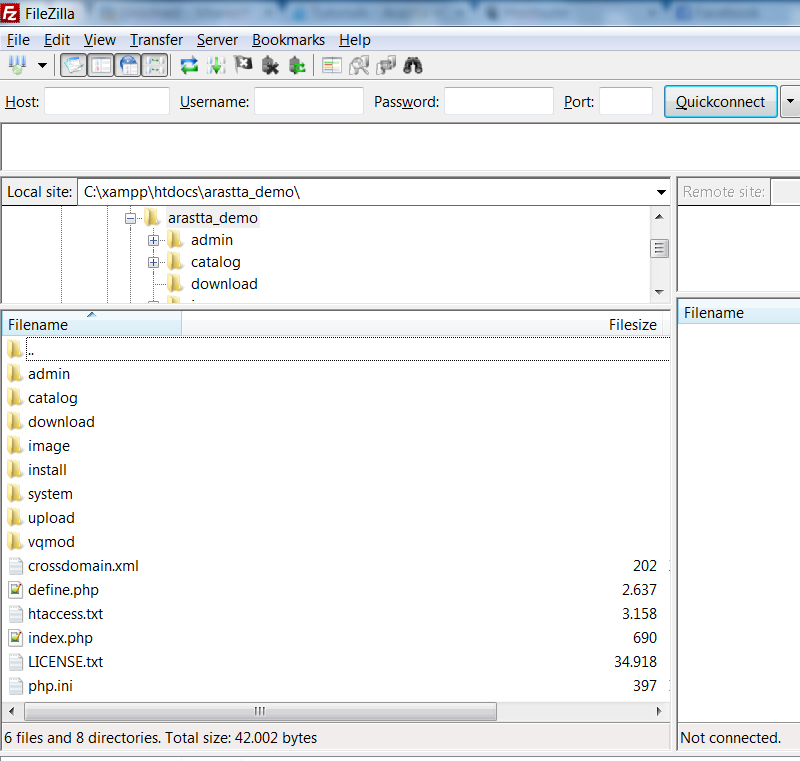 FileZilla
File Edit View Transfer Server Bookmarks Help
Host: Username: Password: Port: Quickconnect
Local site: C:\xampp\htdocs\arastta_demo\ Remote site:
arastta_demo
admin
catalog
download
Filename Filesize Filename
..
admin
catalog
download
image
install
system
upload
vqmod
crossdomain.xml 202
define.php 2.637
htaccess.txt 3.158
index.php 690
LICENSE.txt 34.918
php.ini 397
6 files and 8 directories. Total size: 42.002 bytes Not connected.